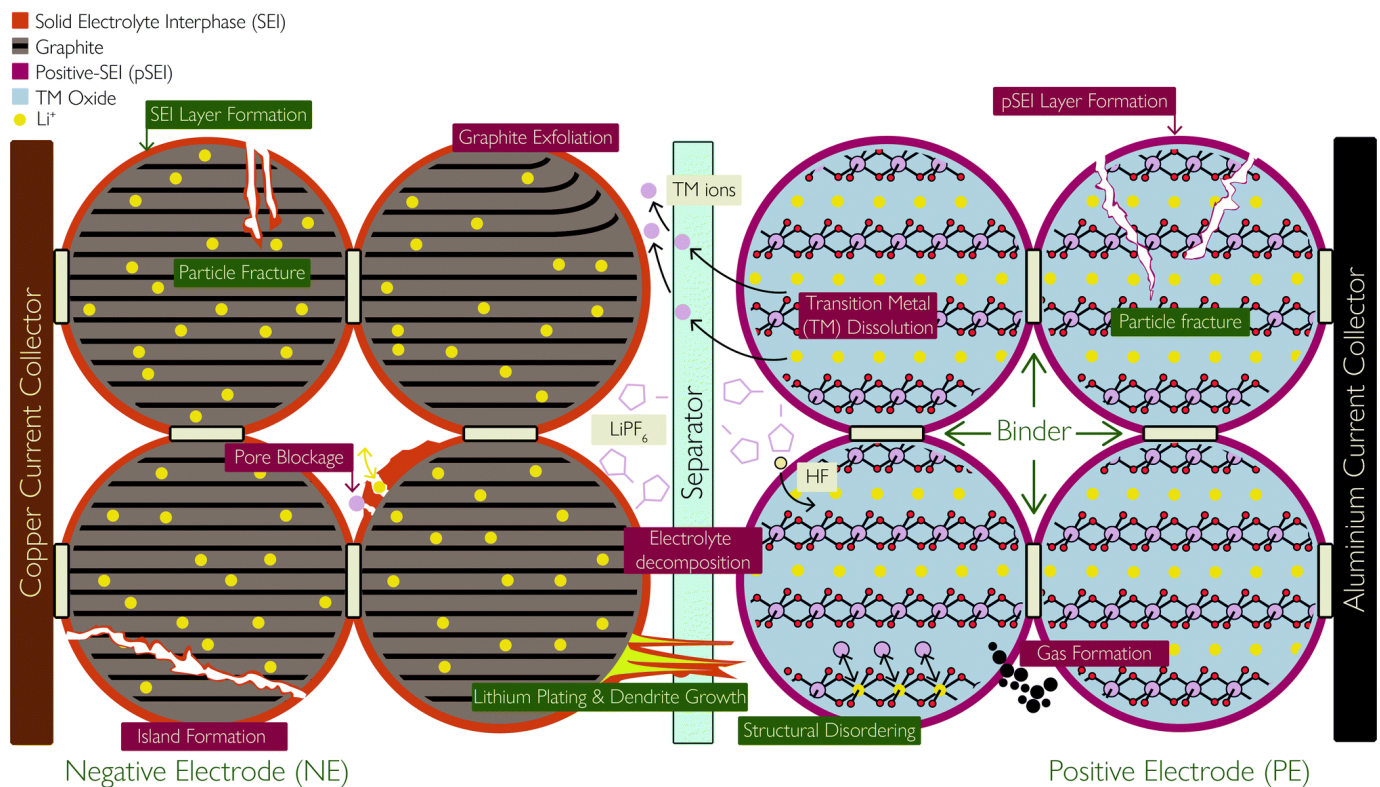 Solid Electrolyte Interphase (SEI)
Graphite
Positive-SEI (pSEI)
TM Oxide
Li⁺
SEI Layer Formation
Graphite Exfoliation
pSEI Layer Formation
TM ions
Particle Fracture
Transition Metal
(TM) Dissolution
Particle fracture
Copper Current Collector
Separator
Aluminium Current Collector
LiPF₆
Binder
Pore Blockage
HF
Electrolyte
decomposition
Gas Formation
Lithium Plating & Dendrite Growth
Structural Disordering
Island Formation
Negative Electrode (NE)
Positive Electrode (PE)